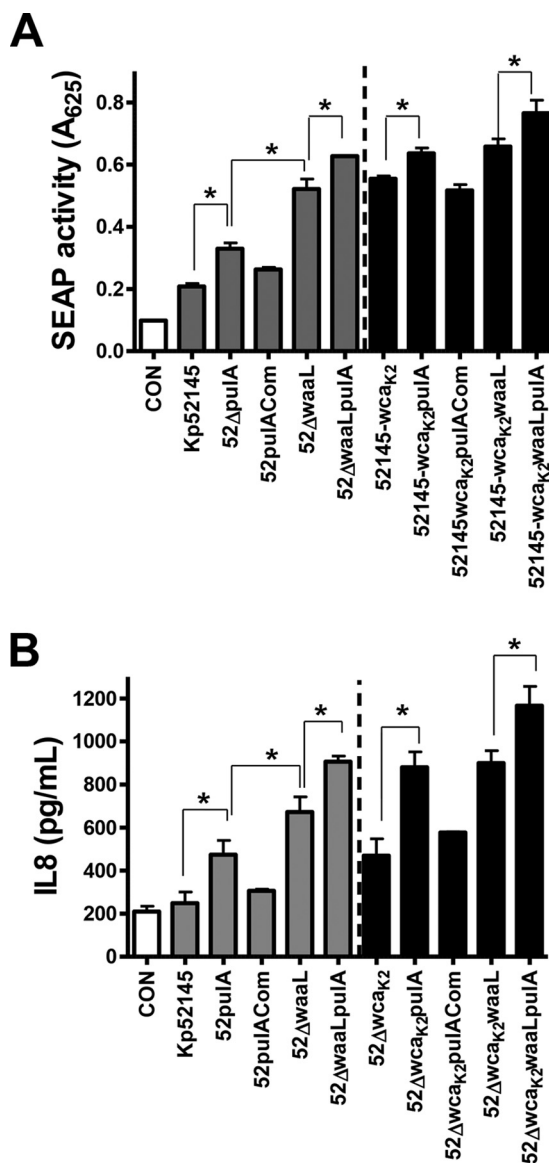 A
SEAP activity (A625)
0.8
0.6
0.4
0.2
0.0
*
*
*
*
*
CON
Kp52145
52ΔpulA
52pulACom
52ΔwaaL
52ΔwaaLpulA
52145-wcaK2
52145-wcaK2pulA
52145wcaK2pulACom
52145-wcaK2waaL
52145-wcaK2waaLpulA
B
IL8 (pg/mL)
1200
1000
800
600
400
200
0
*
*
*
*
*
CON
Kp52145
52pulA
52pulACom
52ΔwaaL
52ΔwaaLpulA
52ΔwcaK2
52ΔwcaK2pulA
52ΔwcaK2pulACom
52ΔwcaK2waaL
52ΔwcaK2waaLpulA